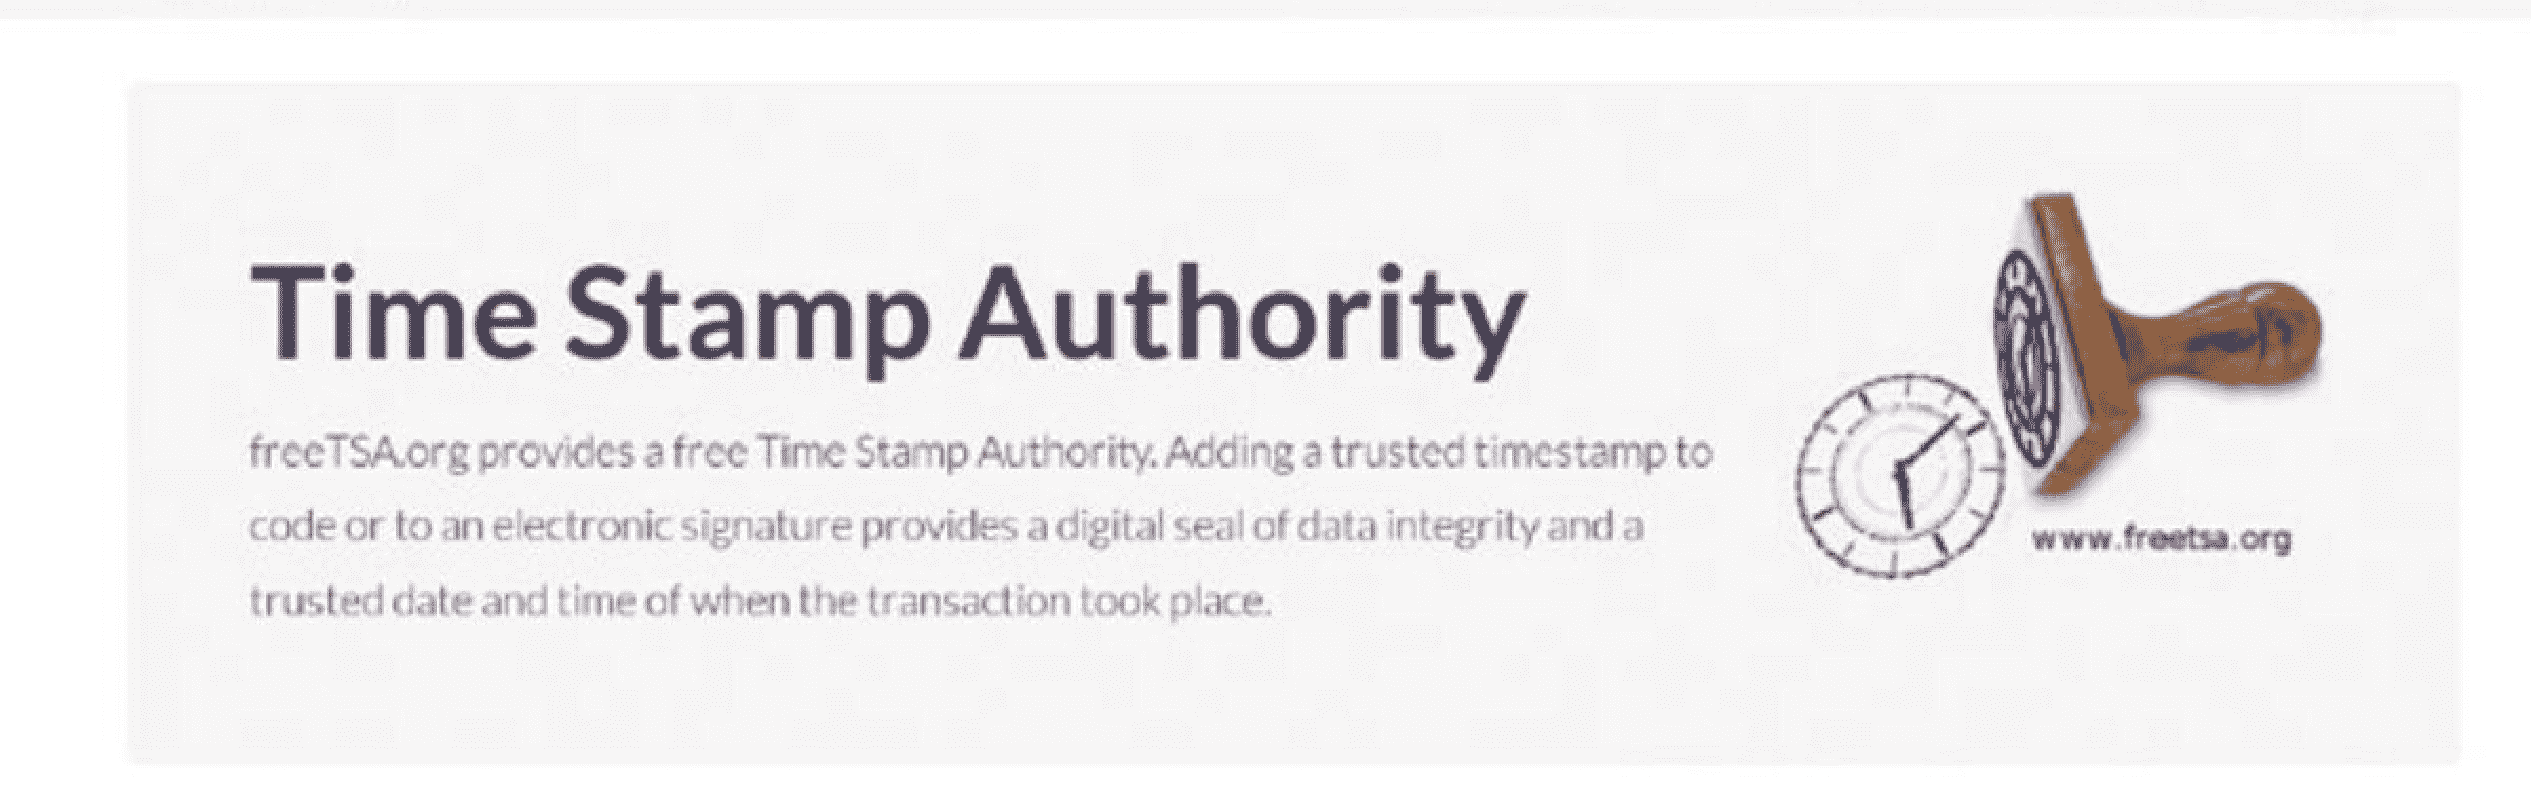 Time Stamp Authority
freeTSA.org provides a free Time Stamp Authority. Adding a trusted timestamp to
code or to an electronic signature provides a digital seal of data integrity and a
trusted date and time of when the transaction took place.
www.freetsa.org